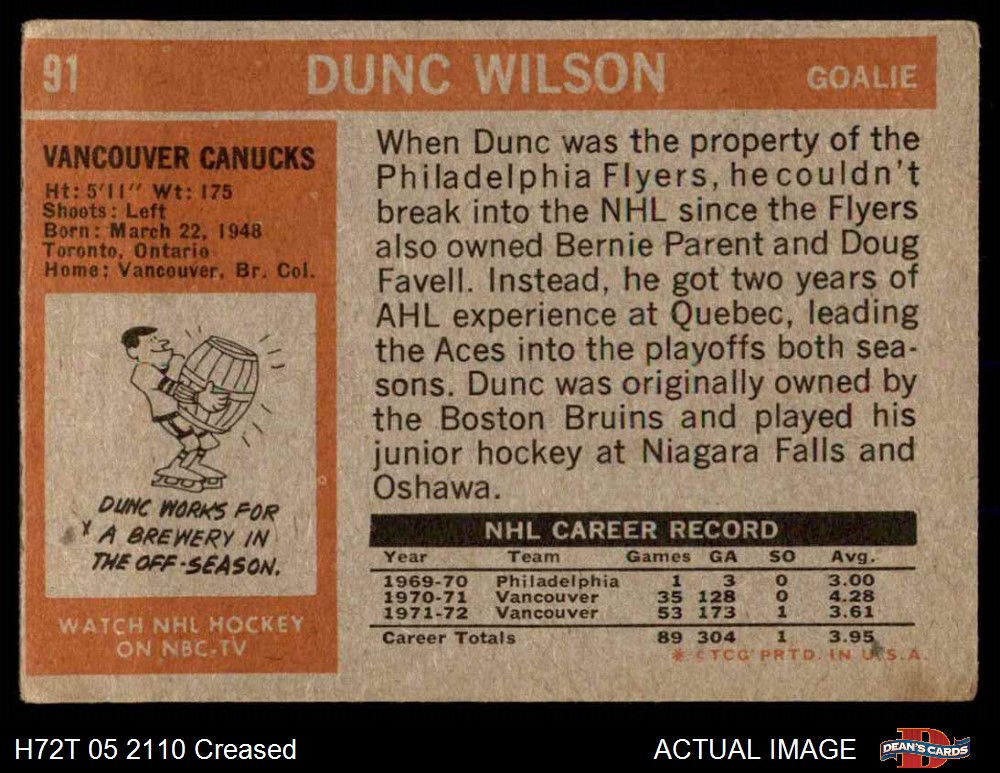 91 DUNC WILSON GOALIE
VANCOUVER CANUCKS
Ht: 5'11" Wt: 175
Shoots: Left
Born: March 22, 1948
Toronto, Ontario
Home: Vancouver, Br. Col.
DUNC WORKS FOR
A BREWERY IN
THE OFF-SEASON.
WATCH NHL HOCKEY
ON NBC-TV
When Dunc was the property of the
Philadelphia Flyers, he couldn't
break into the NHL since the Flyers
also owned Bernie Parent and Doug
Favell. Instead, he got two years of
AHL experience at Quebec, leading
the Aces into the playoffs both sea-
sons. Dunc was originally owned by
the Boston Bruins and played his
junior hockey at Niagara Falls and
Oshawa.
NHL CAREER RECORD
Year Team Games GA SO Avg.
1969-70 Philadelphia 1 3 0 3.00
1970-71 Vancouver 35 128 0 4.28
1971-72 Vancouver 53 173 1 3.61
Career Totals 89 304 1 3.95
* © TCG PRTD. IN U.S.A.
H72T 05 2110 Creased ACTUAL IMAGE DEAN'S CARDS